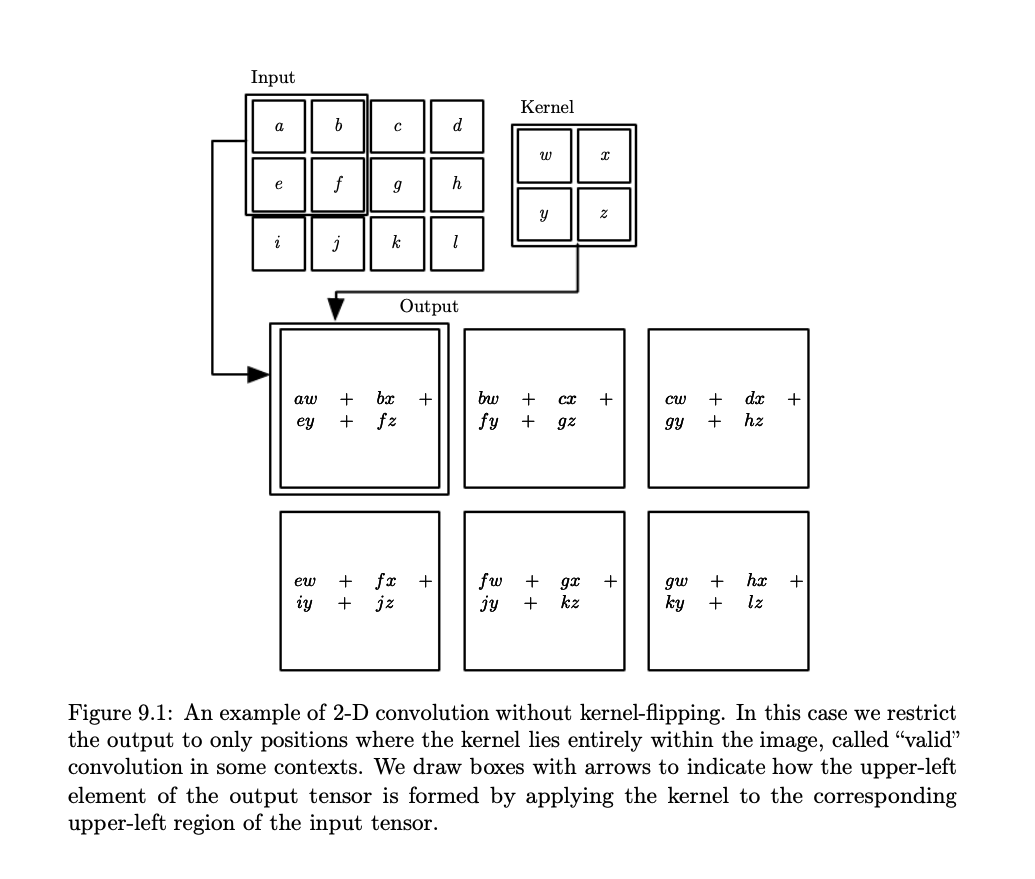 Input
Kernel
a b c d
w x
e f g h
y z
i j k l
Output
aw + bx +
ey + fz
bw + cx +
fy + gz
cw + dx +
gy + hz
ew + fx +
iy + jz
fw + gx +
jy + kz
gw + hx +
ky + lz
Figure 9.1: An example of 2-D convolution without kernel-flipping. In this case we restrict
the output to only positions where the kernel lies entirely within the image, called “valid”
convolution in some contexts. We draw boxes with arrows to indicate how the upper-left
element of the output tensor is formed by applying the kernel to the corresponding
upper-left region of the input tensor.